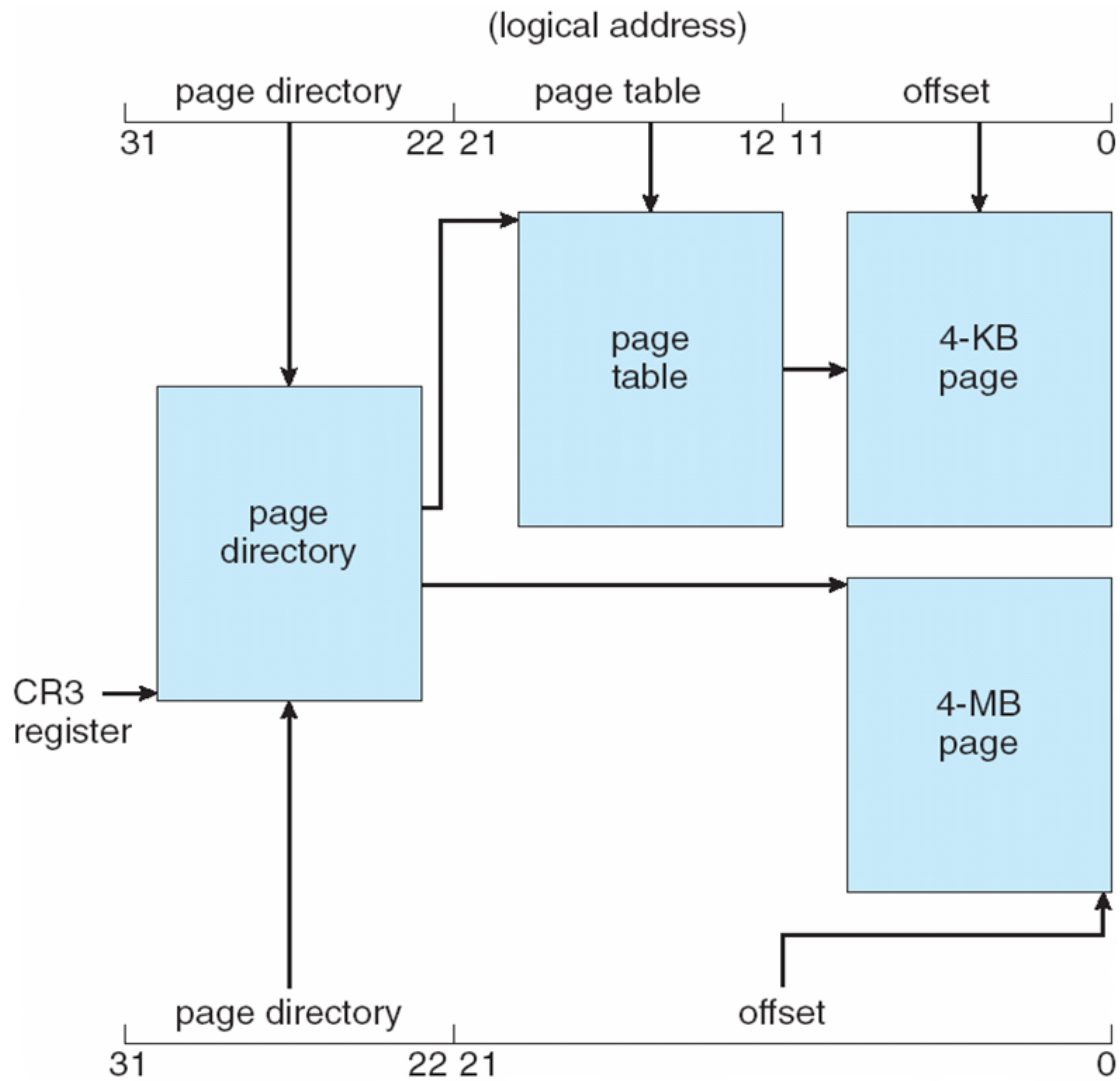 (logical address)
page directory page table offset
31 22 21 12 11 0
page
table
4-KB
page
page
directory
CR3
register
4-MB
page
page directory offset
31 22 21 0